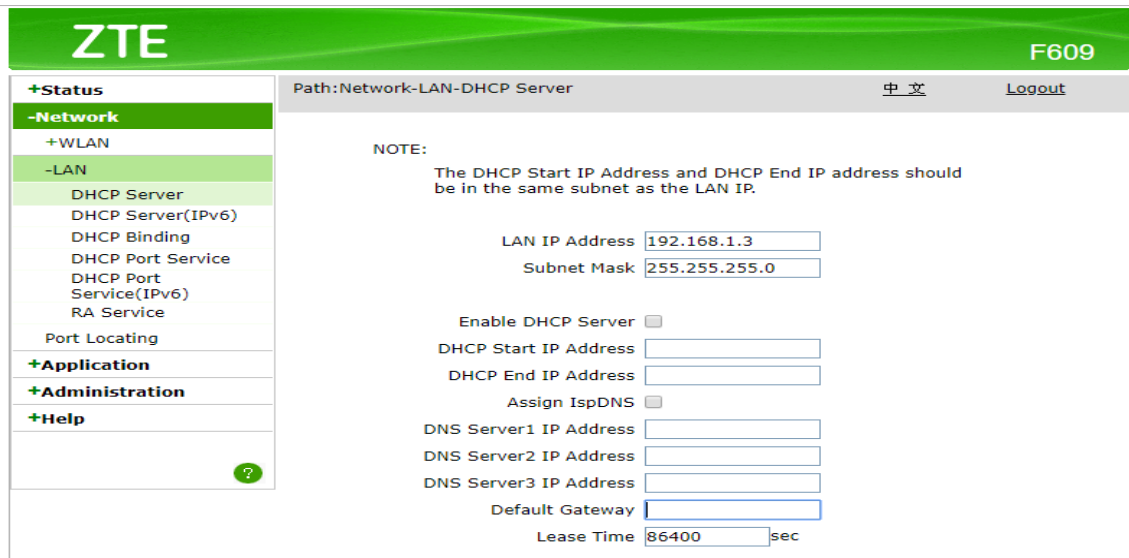 ZTE
F609
+Status
-Network
+WLAN
-LAN
DHCP Server
DHCP Server(IPv6)
DHCP Binding
DHCP Port Service
DHCP Port
Service(IPv6)
RA Service
Port Locating
+Application
+Administration
+Help
?
Path:Network-LAN-DHCP Server
中 文
Logout
NOTE:
The DHCP Start IP Address and DHCP End IP address should
be in the same subnet as the LAN IP.
LAN IP Address 192.168.1.3
Subnet Mask 255.255.255.0
Enable DHCP Server
DHCP Start IP Address
DHCP End IP Address
Assign IspDNS
DNS Server1 IP Address
DNS Server2 IP Address
DNS Server3 IP Address
Default Gateway
Lease Time 86400 sec